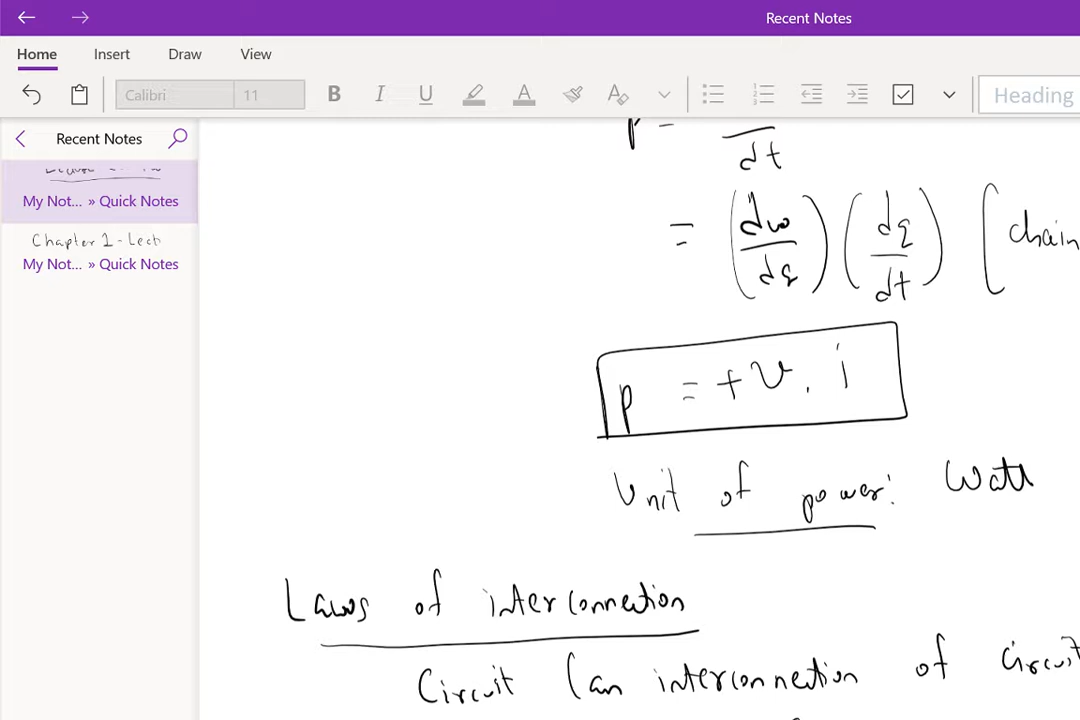 Recent Notes
Home Insert Draw View
Calibri 11 B I U A Heading
Recent Notes
My Not... » Quick Notes
Chapter 1 - Lect
My Not... » Quick Notes
p =
dt
= (dw/dq) (dq/dt) [chain
p = + v. i
Unit of power: Watt
Laws of interconnection
Circuit (an interconnection of circuit